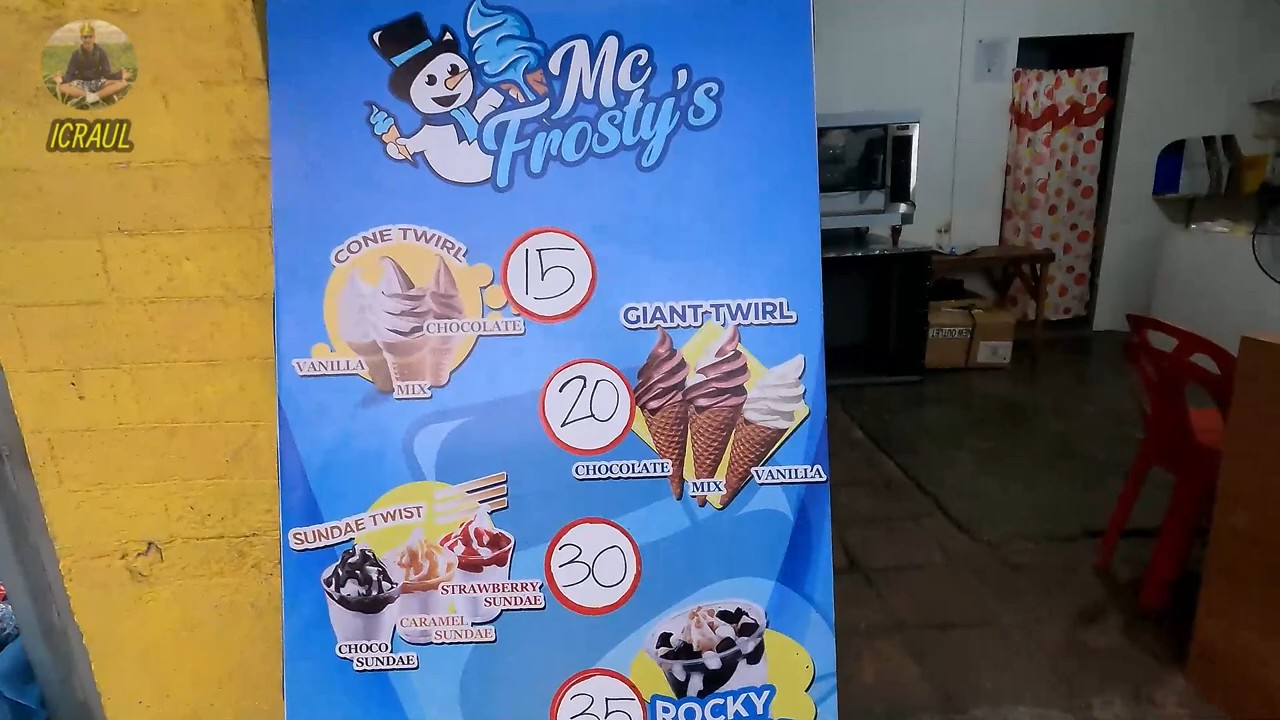 ICRAUL
Mc
Frosty's
CONE TWIRL
15
CHOCOLATE
VANILLA
MIX
GIANT TWIRL
20
CHOCOLATE
MIX
VANILLA
SUNDAE TWIST
30
STRAWBERRY
SUNDAE
CARAMEL
SUNDAE
CHOCO
SUNDAE
35
ROCKY